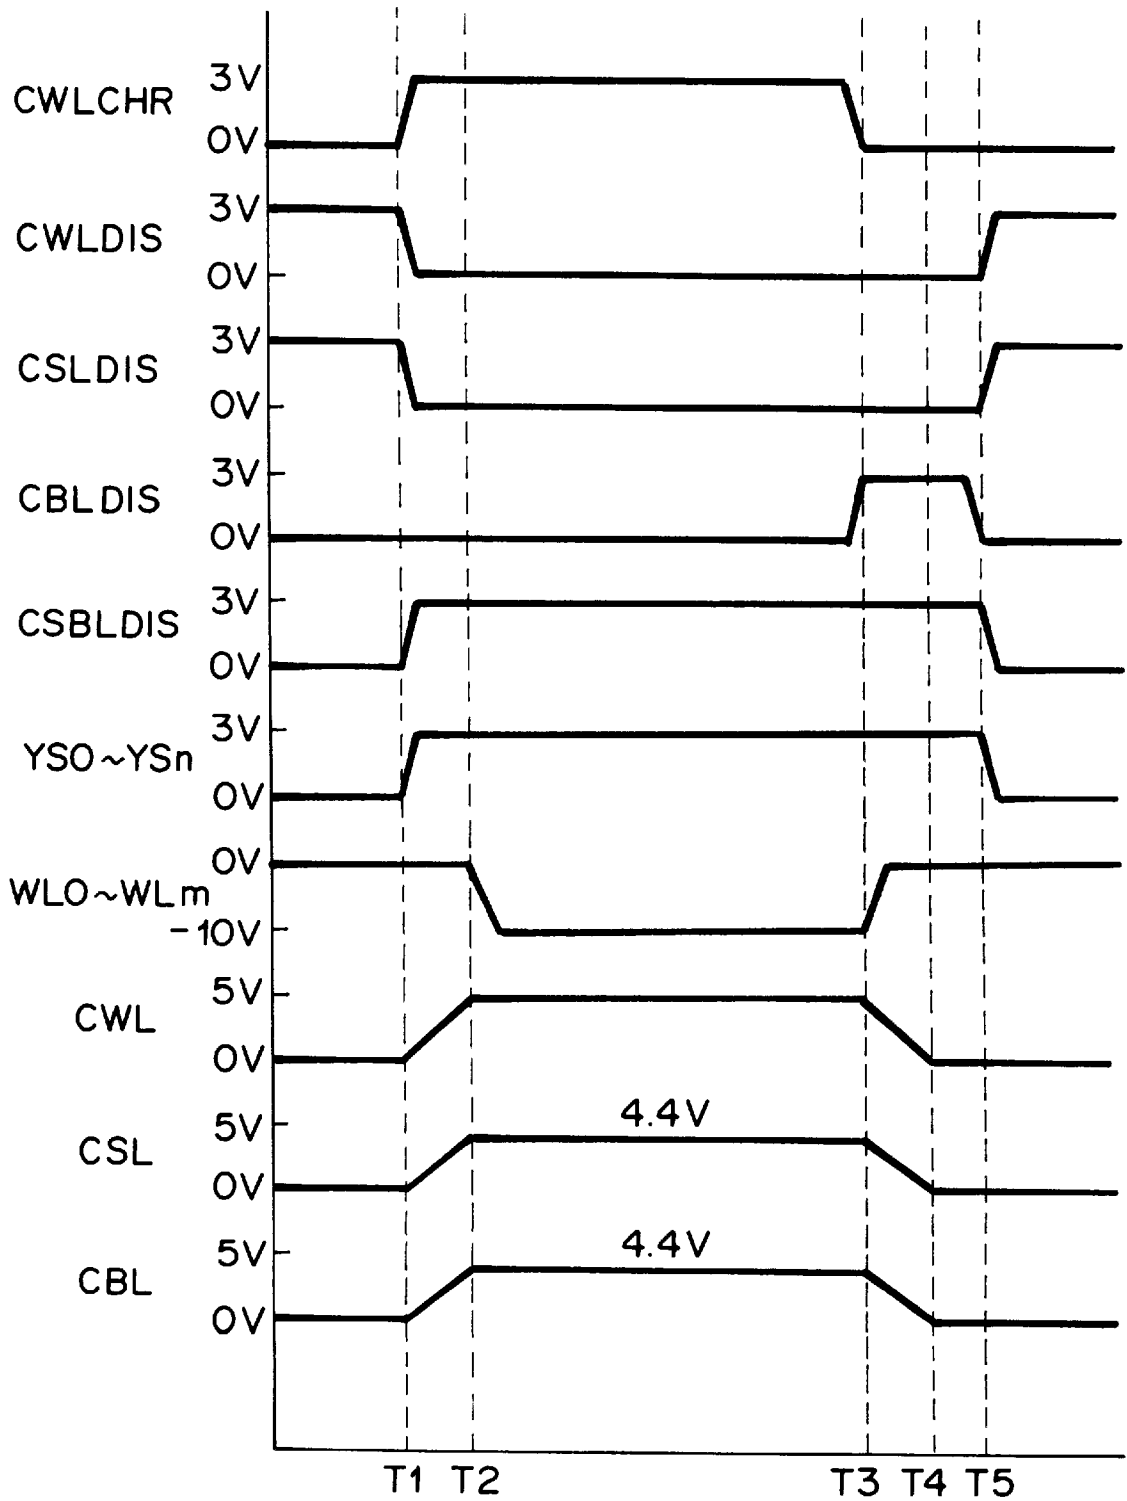 3V
CWLCHR
0V
3V
CWLDIS
0V
3V
CSLDIS
0V
3V
CBLDIS
0V
3V
CSBLDIS
0V
3V
YS0~YSn
0V
0V
WL0~WLm
-10V
5V
CWL
0V
4.4V
5V
CSL
0V
4.4V
5V
CBL
0V
T1 T2 T3 T4 T5